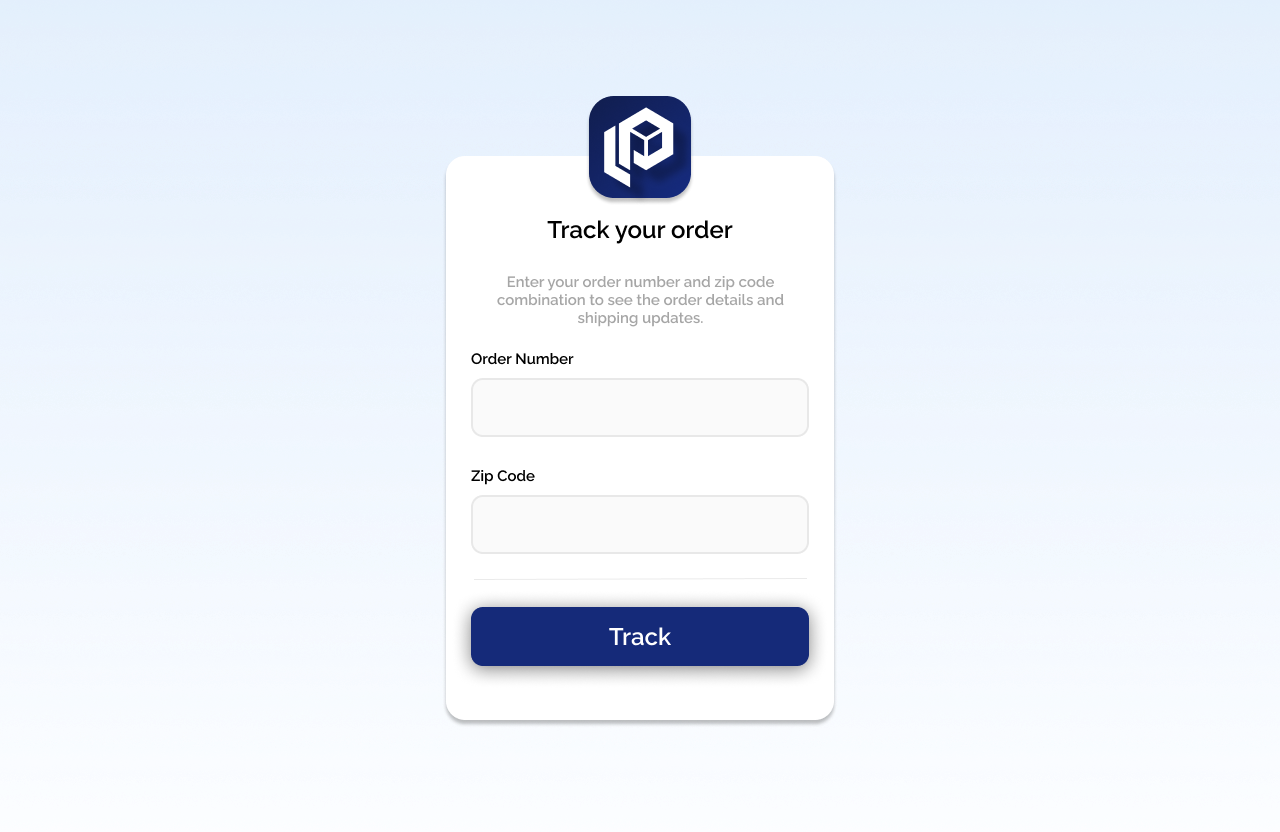 Track your order
Enter your order number and zip code
combination to see the order details and
shipping updates.
Order Number
Zip Code
Track